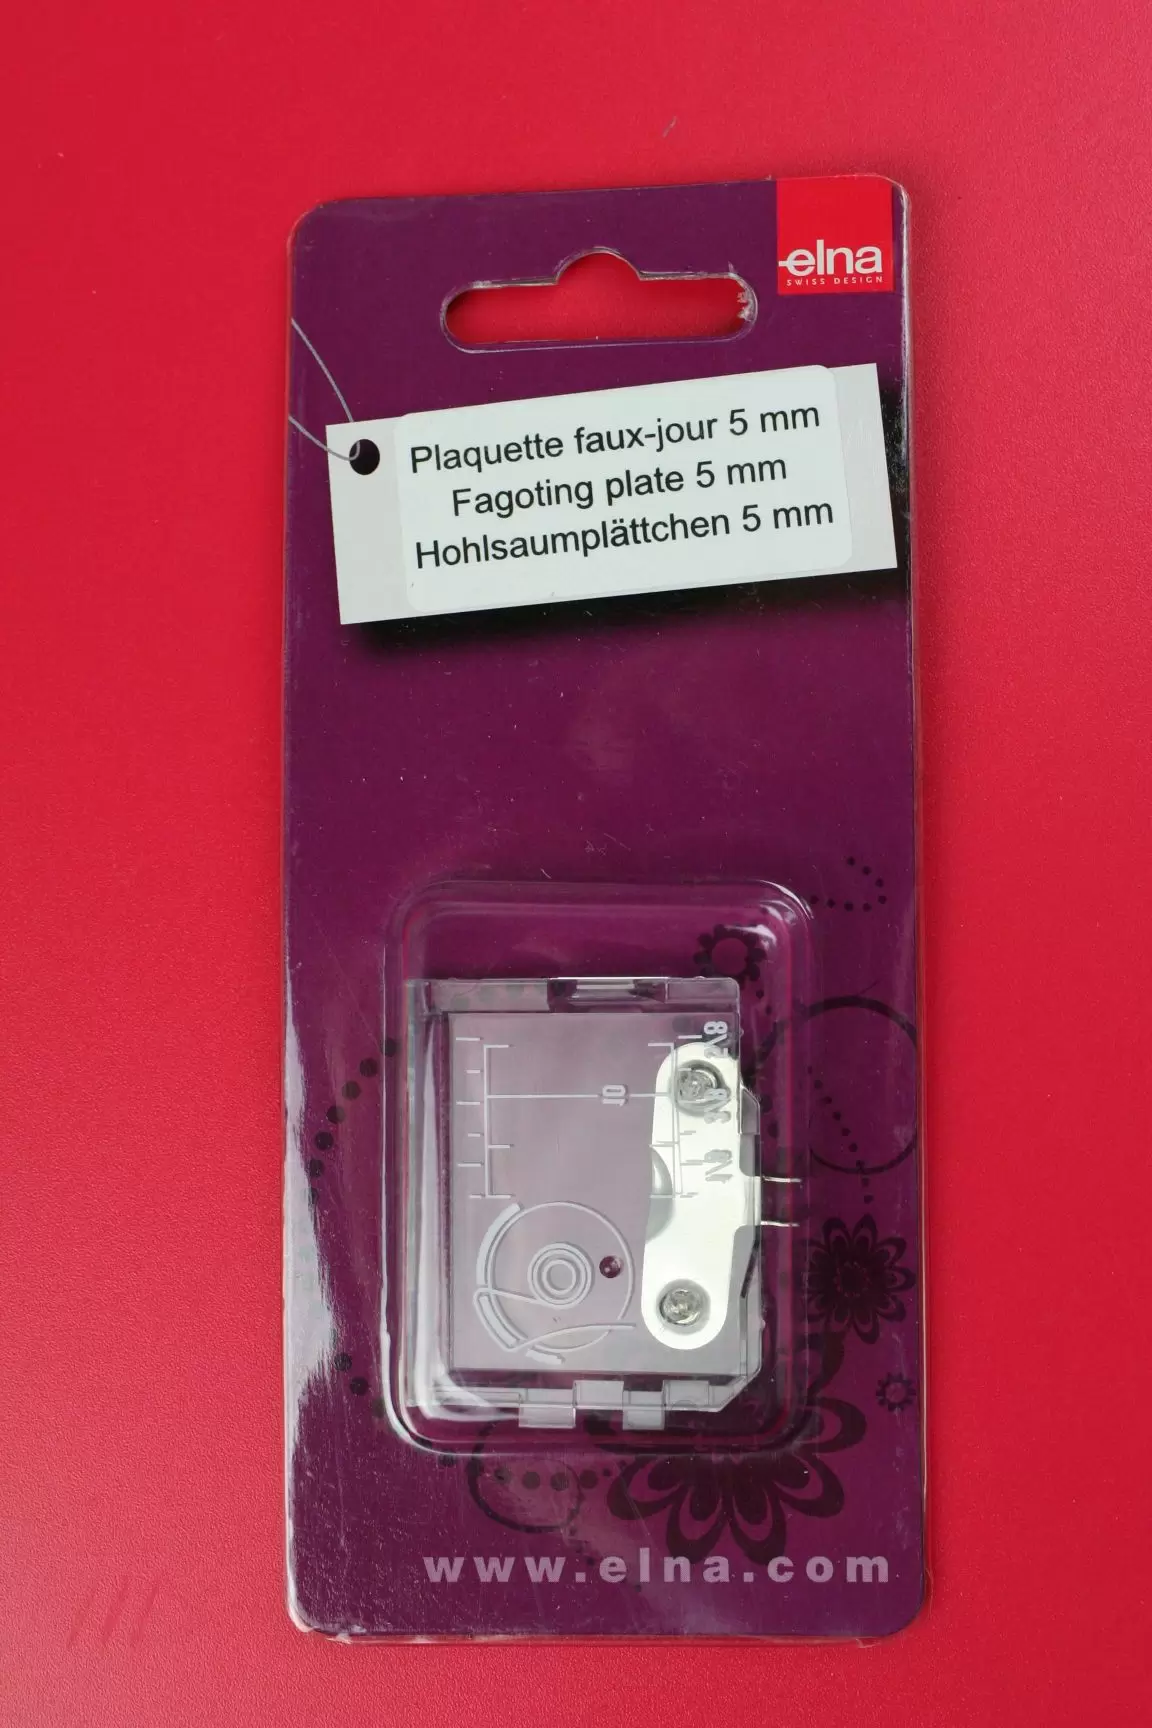 elna
SWISS DESIGN
Plaquette faux-jour 5 mm
Fagoting plate 5 mm
Hohlsaumplättchen 5 mm
10
www.elna.com